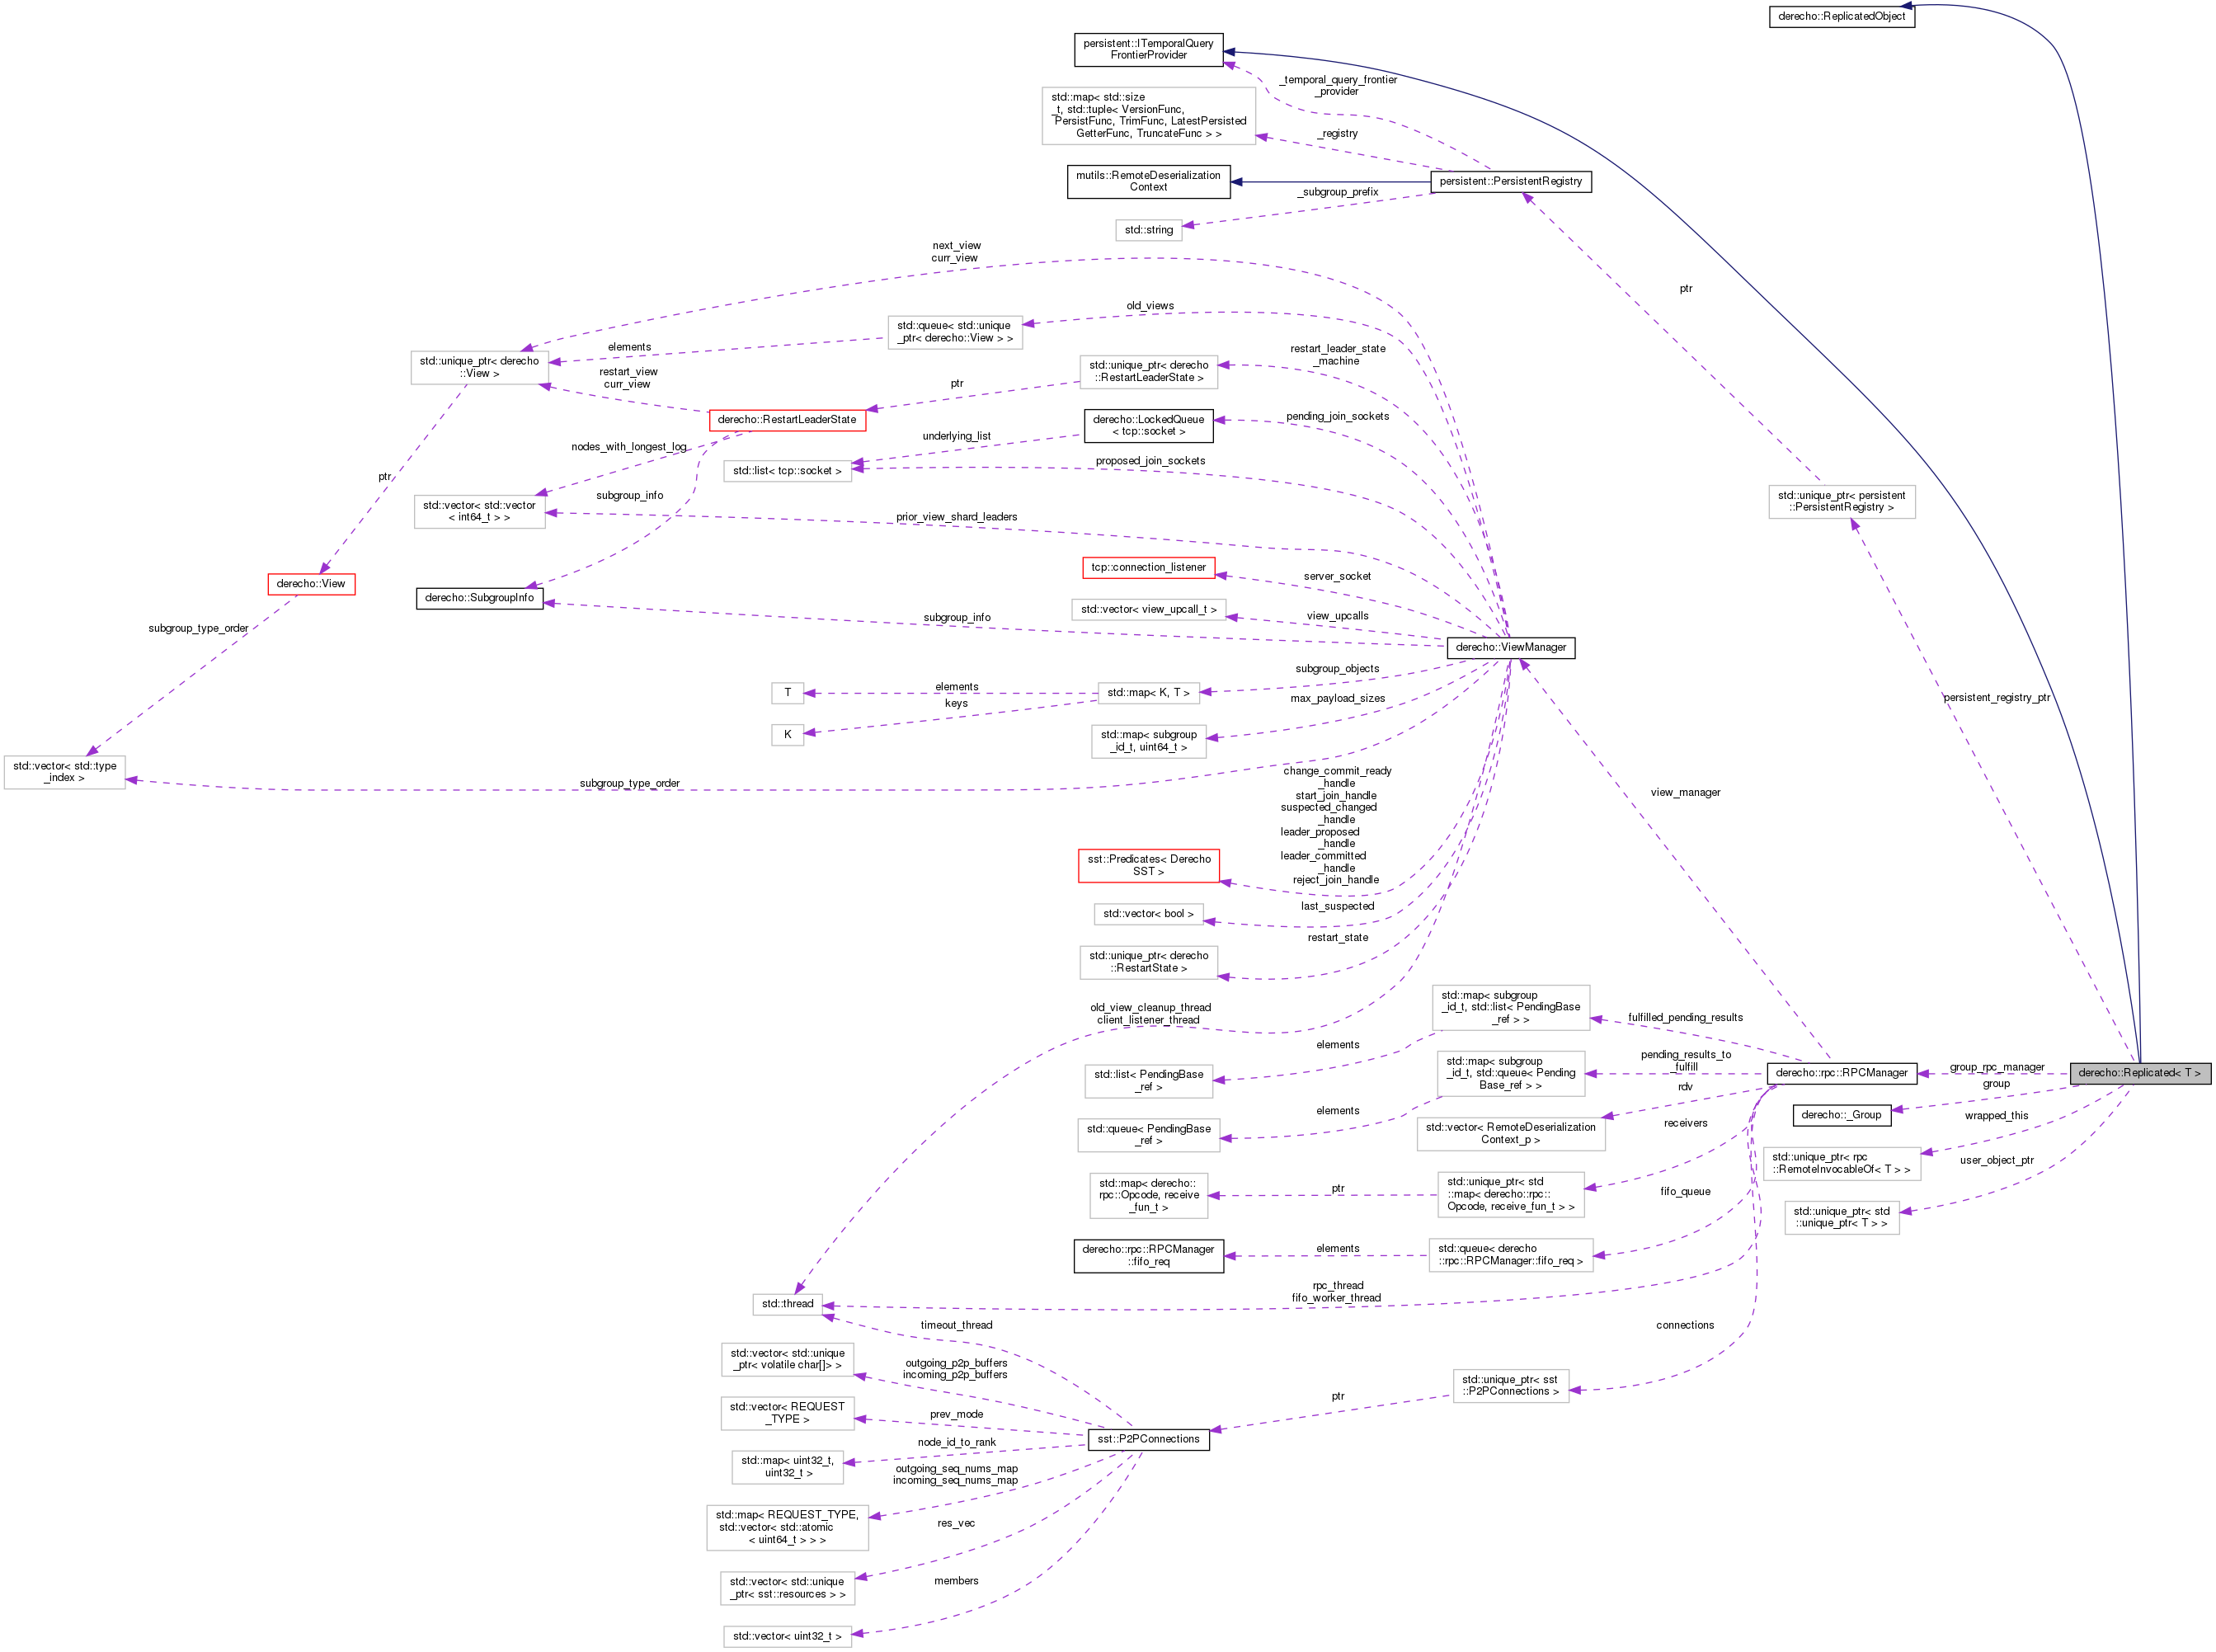 derecho::ReplicatedObject
persistent::ITemporalQuery
FrontierProvider
_temporal_query_frontier
_provider
std::map< std::size
_t, std::tuple< VersionFunc,
PersistFunc, TrimFunc, LatestPersisted
GetterFunc, TruncateFunc > >
_registry
mutils::RemoteDeserialization
Context
persistent::PersistentRegistry
_subgroup_prefix
std::string
next_view
curr_view
ptr
old_views
std::queue< std::unique
_ptr< derecho::View > >
elements
std::unique_ptr< derecho
::View >
restart_leader_state
_machine
std::unique_ptr< derecho
::RestartLeaderState >
restart_view
curr_view
ptr
derecho::RestartLeaderState
pending_join_sockets
derecho::LockedQueue
< tcp::socket >
underlying_list
nodes_with_longest_log
std::list< tcp::socket >
proposed_join_sockets
ptr
subgroup_info
std::vector< std::vector
< int64_t > >
prior_view_shard_leaders
std::unique_ptr< persistent
::PersistentRegistry >
tcp::connection_listener
server_socket
derecho::View
derecho::SubgroupInfo
std::vector< view_upcall_t >
view_upcalls
subgroup_info
subgroup_type_order
derecho::ViewManager
subgroup_objects
T
elements
std::map< K, T >
keys
max_payload_sizes
persistent_registry_ptr
K
std::map< subgroup
_id_t, uint64_t >
std::vector< std::type
_index >
subgroup_type_order
change_commit_ready
_handle
start_join_handle
suspected_changed
_handle
leader_proposed
_handle
leader_committed
_handle
reject_join_handle
view_manager
sst::Predicates< Derecho
SST >
last_suspected
std::vector< bool >
restart_state
std::unique_ptr< derecho
::RestartState >
old_view_cleanup_thread
client_listener_thread
std::map< subgroup
_id_t, std::list< PendingBase
_ref > >
fulfilled_pending_results
elements
std::list< PendingBase
_ref >
std::map< subgroup
_id_t, std::queue< Pending
Base_ref > >
pending_results_to
_fulfill
derecho::rpc::RPCManager
group_rpc_manager
derecho::Replicated< T >
rdv
group
derecho::_Group
elements
std::queue< PendingBase
_ref >
std::vector< RemoteDeserialization
Context_p >
receivers
wrapped_this
std::unique_ptr< rpc
::RemoteInvocableOf< T > >
user_object_ptr
std::map< derecho::
rpc::Opcode, receive
_fun_t >
ptr
std::unique_ptr< std
::map< derecho::rpc::
Opcode, receive_fun_t > >
fifo_queue
std::unique_ptr< std
::unique_ptr< T > >
derecho::rpc::RPCManager
::fifo_req
elements
std::queue< derecho
::rpc::RPCManager::fifo_req >
rpc_thread
fifo_worker_thread
std::thread
timeout_thread
connections
std::vector< std::unique
_ptr< volatile char[]> >
outgoing_p2p_buffers
incoming_p2p_buffers
std::unique_ptr< sst
::P2PConnections >
ptr
std::vector< REQUEST
_TYPE >
prev_mode
sst::P2PConnections
node_id_to_rank
std::map< uint32_t,
uint32_t >
outgoing_seq_nums_map
incoming_seq_nums_map
std::map< REQUEST_TYPE,
std::vector< std::atomic
< uint64_t > > >
res_vec
std::vector< std::unique
_ptr< sst::resources > >
members
std::vector< uint32_t >